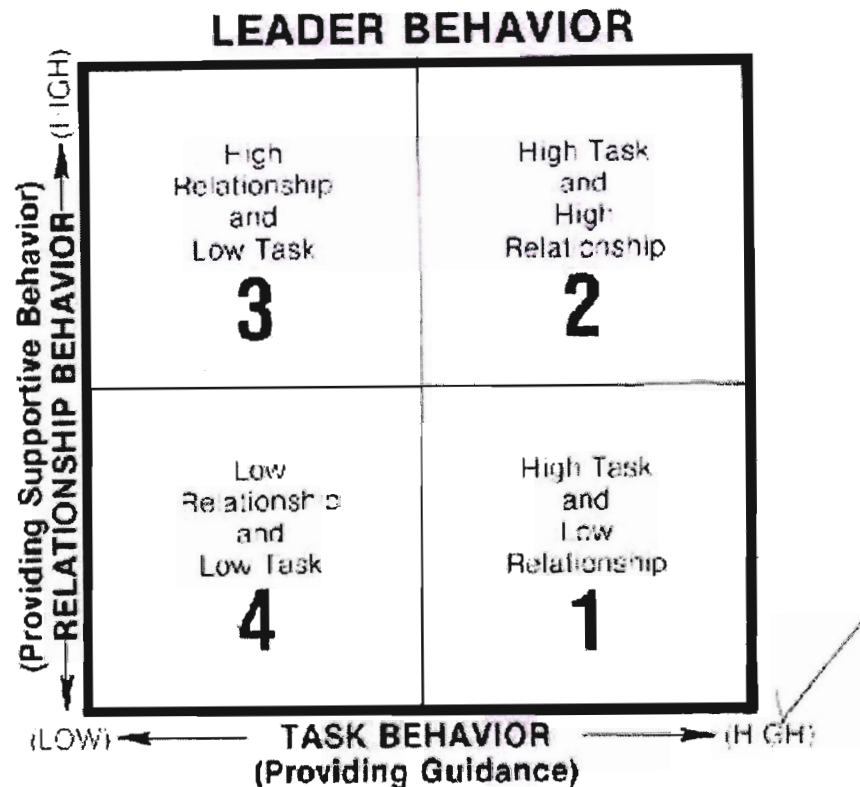 LEADER BEHAVIOR
(HIGH)
RELATIONSHIP BEHAVIOR
(Providing Supportive Behavior)
High
Relationship
and
Low Task
3
High Task
and
High
Relationship
2
Low
Relationship
and
Low Task
4
High Task
and
Low
Relationship
1
(LOW)
TASK BEHAVIOR
(HIGH)
(Providing Guidance)